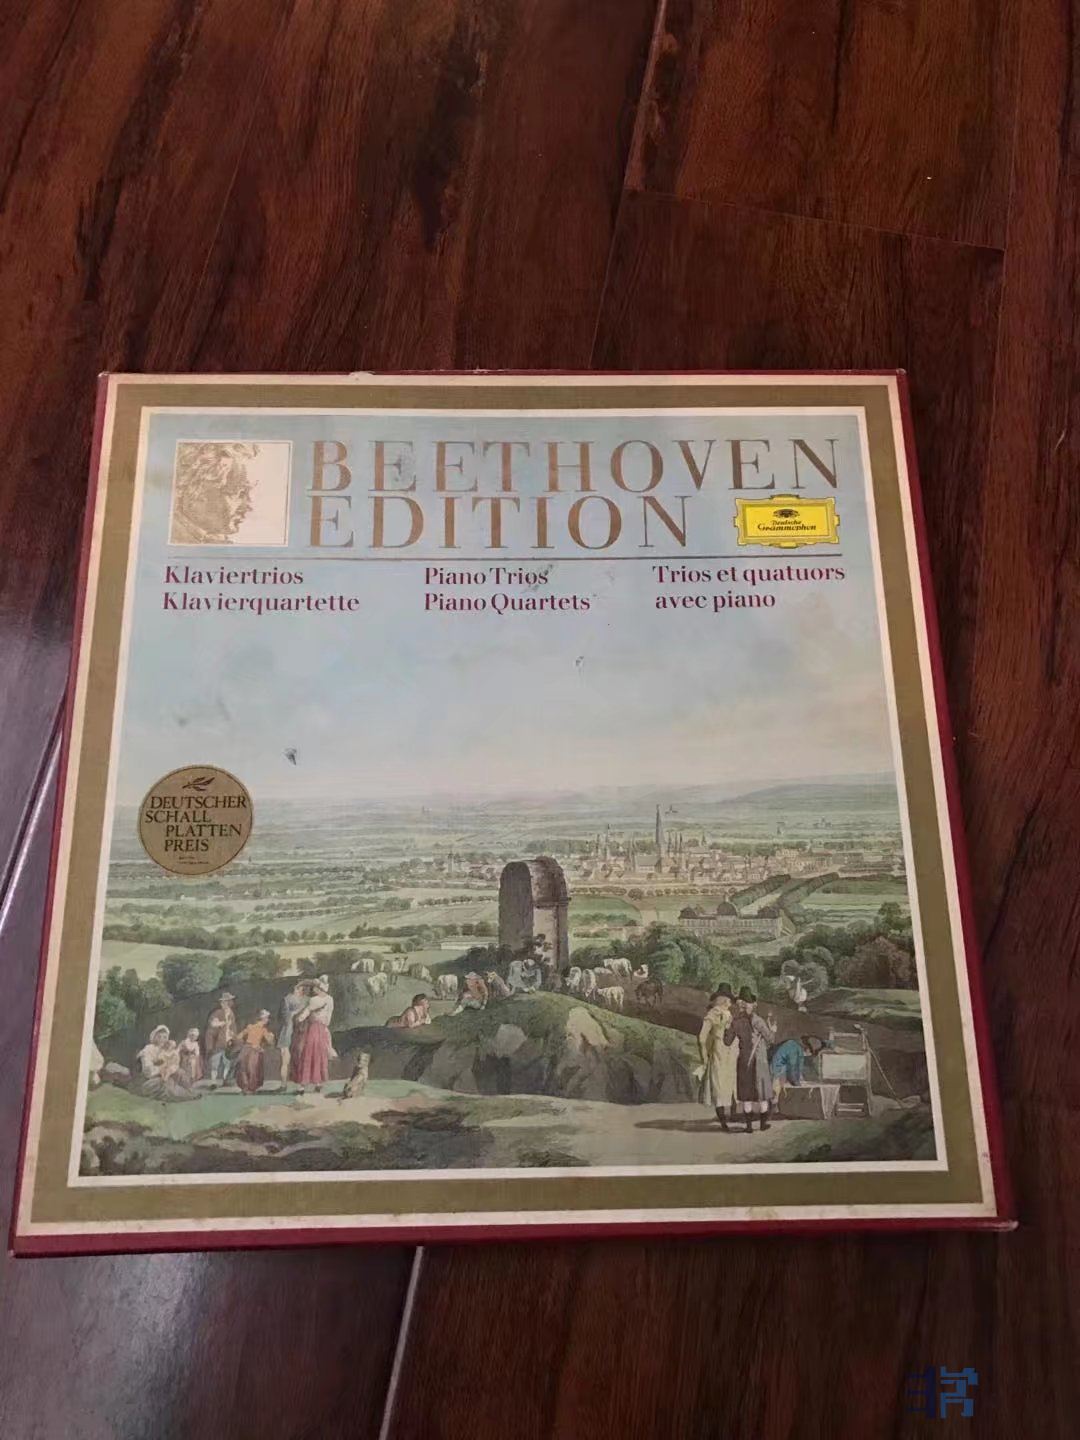 BEETHOVEN
EDITION
Deutsche
Grammophon
Klaviertrios
Klavierquartette
Piano Trios
Piano Quartets
Trios et quatuors
avec piano
DEUTSCHER
SCHALL
PLATTEN
PREIS